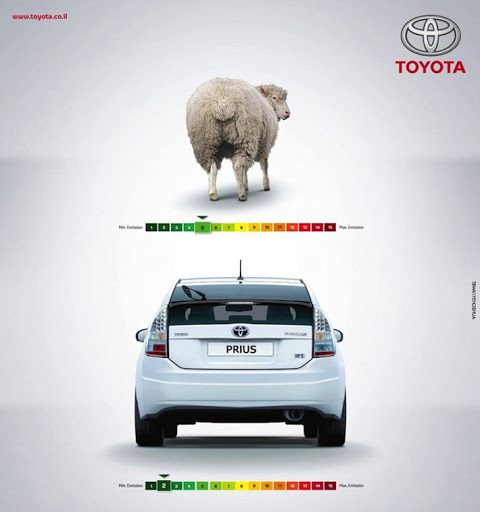 www.toyota.co.il
TOYOTA
Min. Emission 1 2 3 4 5 6 7 8 9 10 11 12 13 14 15 Max. Emission
PRIUS
Min. Emission 1 2 3 4 5 6 7 8 9 10 11 12 13 14 15 Max. Emission